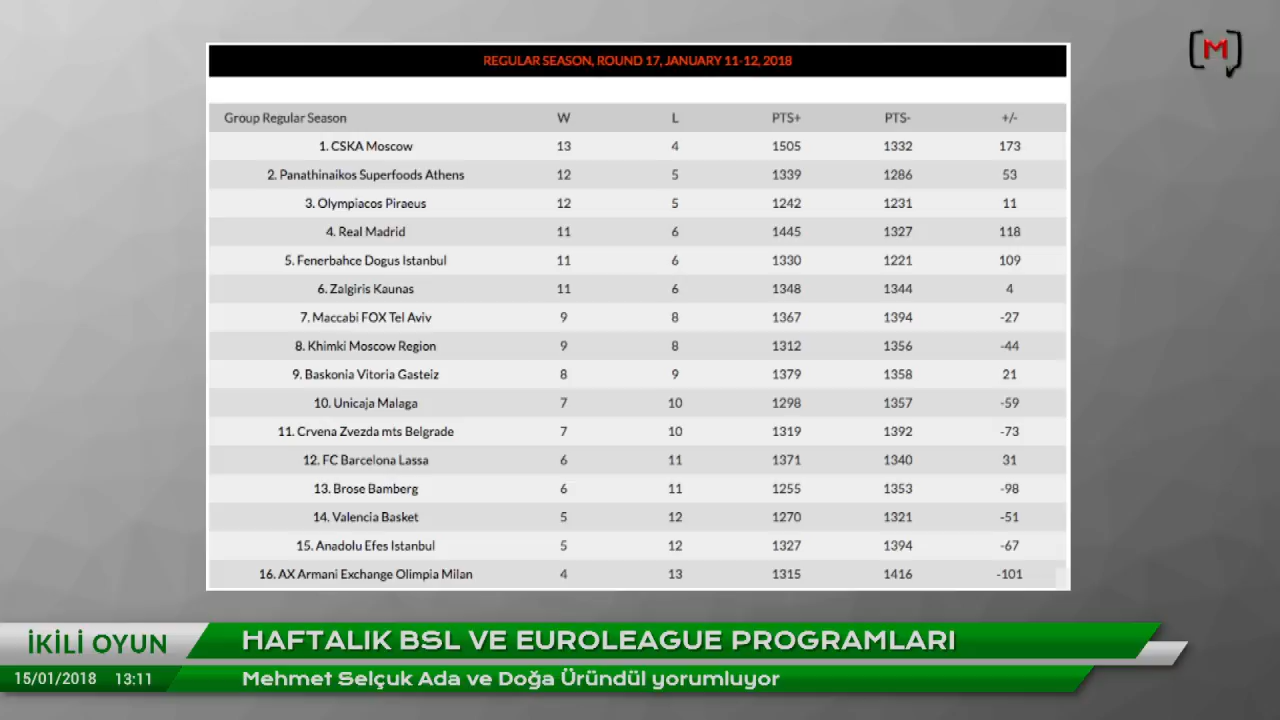 REGULAR SEASON, ROUND 17, JANUARY 11-12, 2018
M
Group Regular Season W L PTS+ PTS- +/-
1. CSKA Moscow 13 4 1505 1332 173
2. Panathinaikos Superfoods Athens 12 5 1339 1286 53
3. Olympiacos Piraeus 12 5 1242 1231 11
4. Real Madrid 11 6 1445 1327 118
5. Fenerbahce Dogus Istanbul 11 6 1330 1221 109
6. Zalgiris Kaunas 11 6 1348 1344 4
7. Maccabi FOX Tel Aviv 9 8 1367 1394 -27
8. Khimki Moscow Region 9 8 1312 1356 -44
9. Baskonia Vitoria Gasteiz 8 9 1379 1358 21
10. Unicaja Malaga 7 10 1298 1357 -59
11. Crvena Zvezda mts Belgrade 7 10 1319 1392 -73
12. FC Barcelona Lassa 6 11 1371 1340 31
13. Brose Bamberg 6 11 1255 1353 -98
14. Valencia Basket 5 12 1270 1321 -51
15. Anadolu Efes Istanbul 5 12 1327 1394 -67
16. AX Armani Exchange Olimpia Milan 4 13 1315 1416 -101
İKİLİ OYUN HAFTALIK BSL VE EUROLEAGUE PROGRAMLARI
15/01/2018 13:11 Mehmet Selçuk Ada ve Doğa Üründül yorumluyor